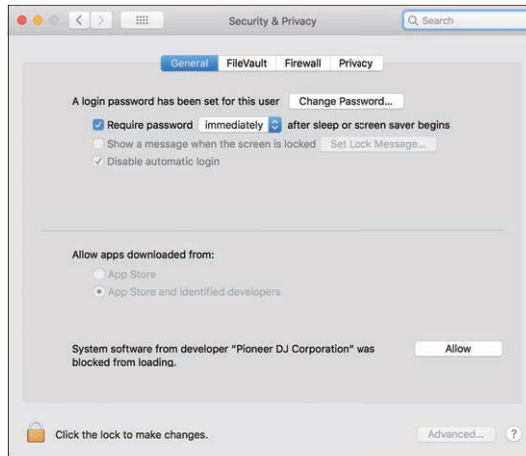 Security & Privacy
Search
General FileVault Firewall Privacy
A login password has been set for this user Change Password...
Require password immediately after sleep or screen saver begins
Show a message when the screen is locked Set Lock Message...
Disable automatic login
Allow apps downloaded from:
App Store
App Store and identified developers
System software from developer “Pioneer DJ Corporation” was Allow
blocked from loading.
Click the lock to make changes. Advanced... ?